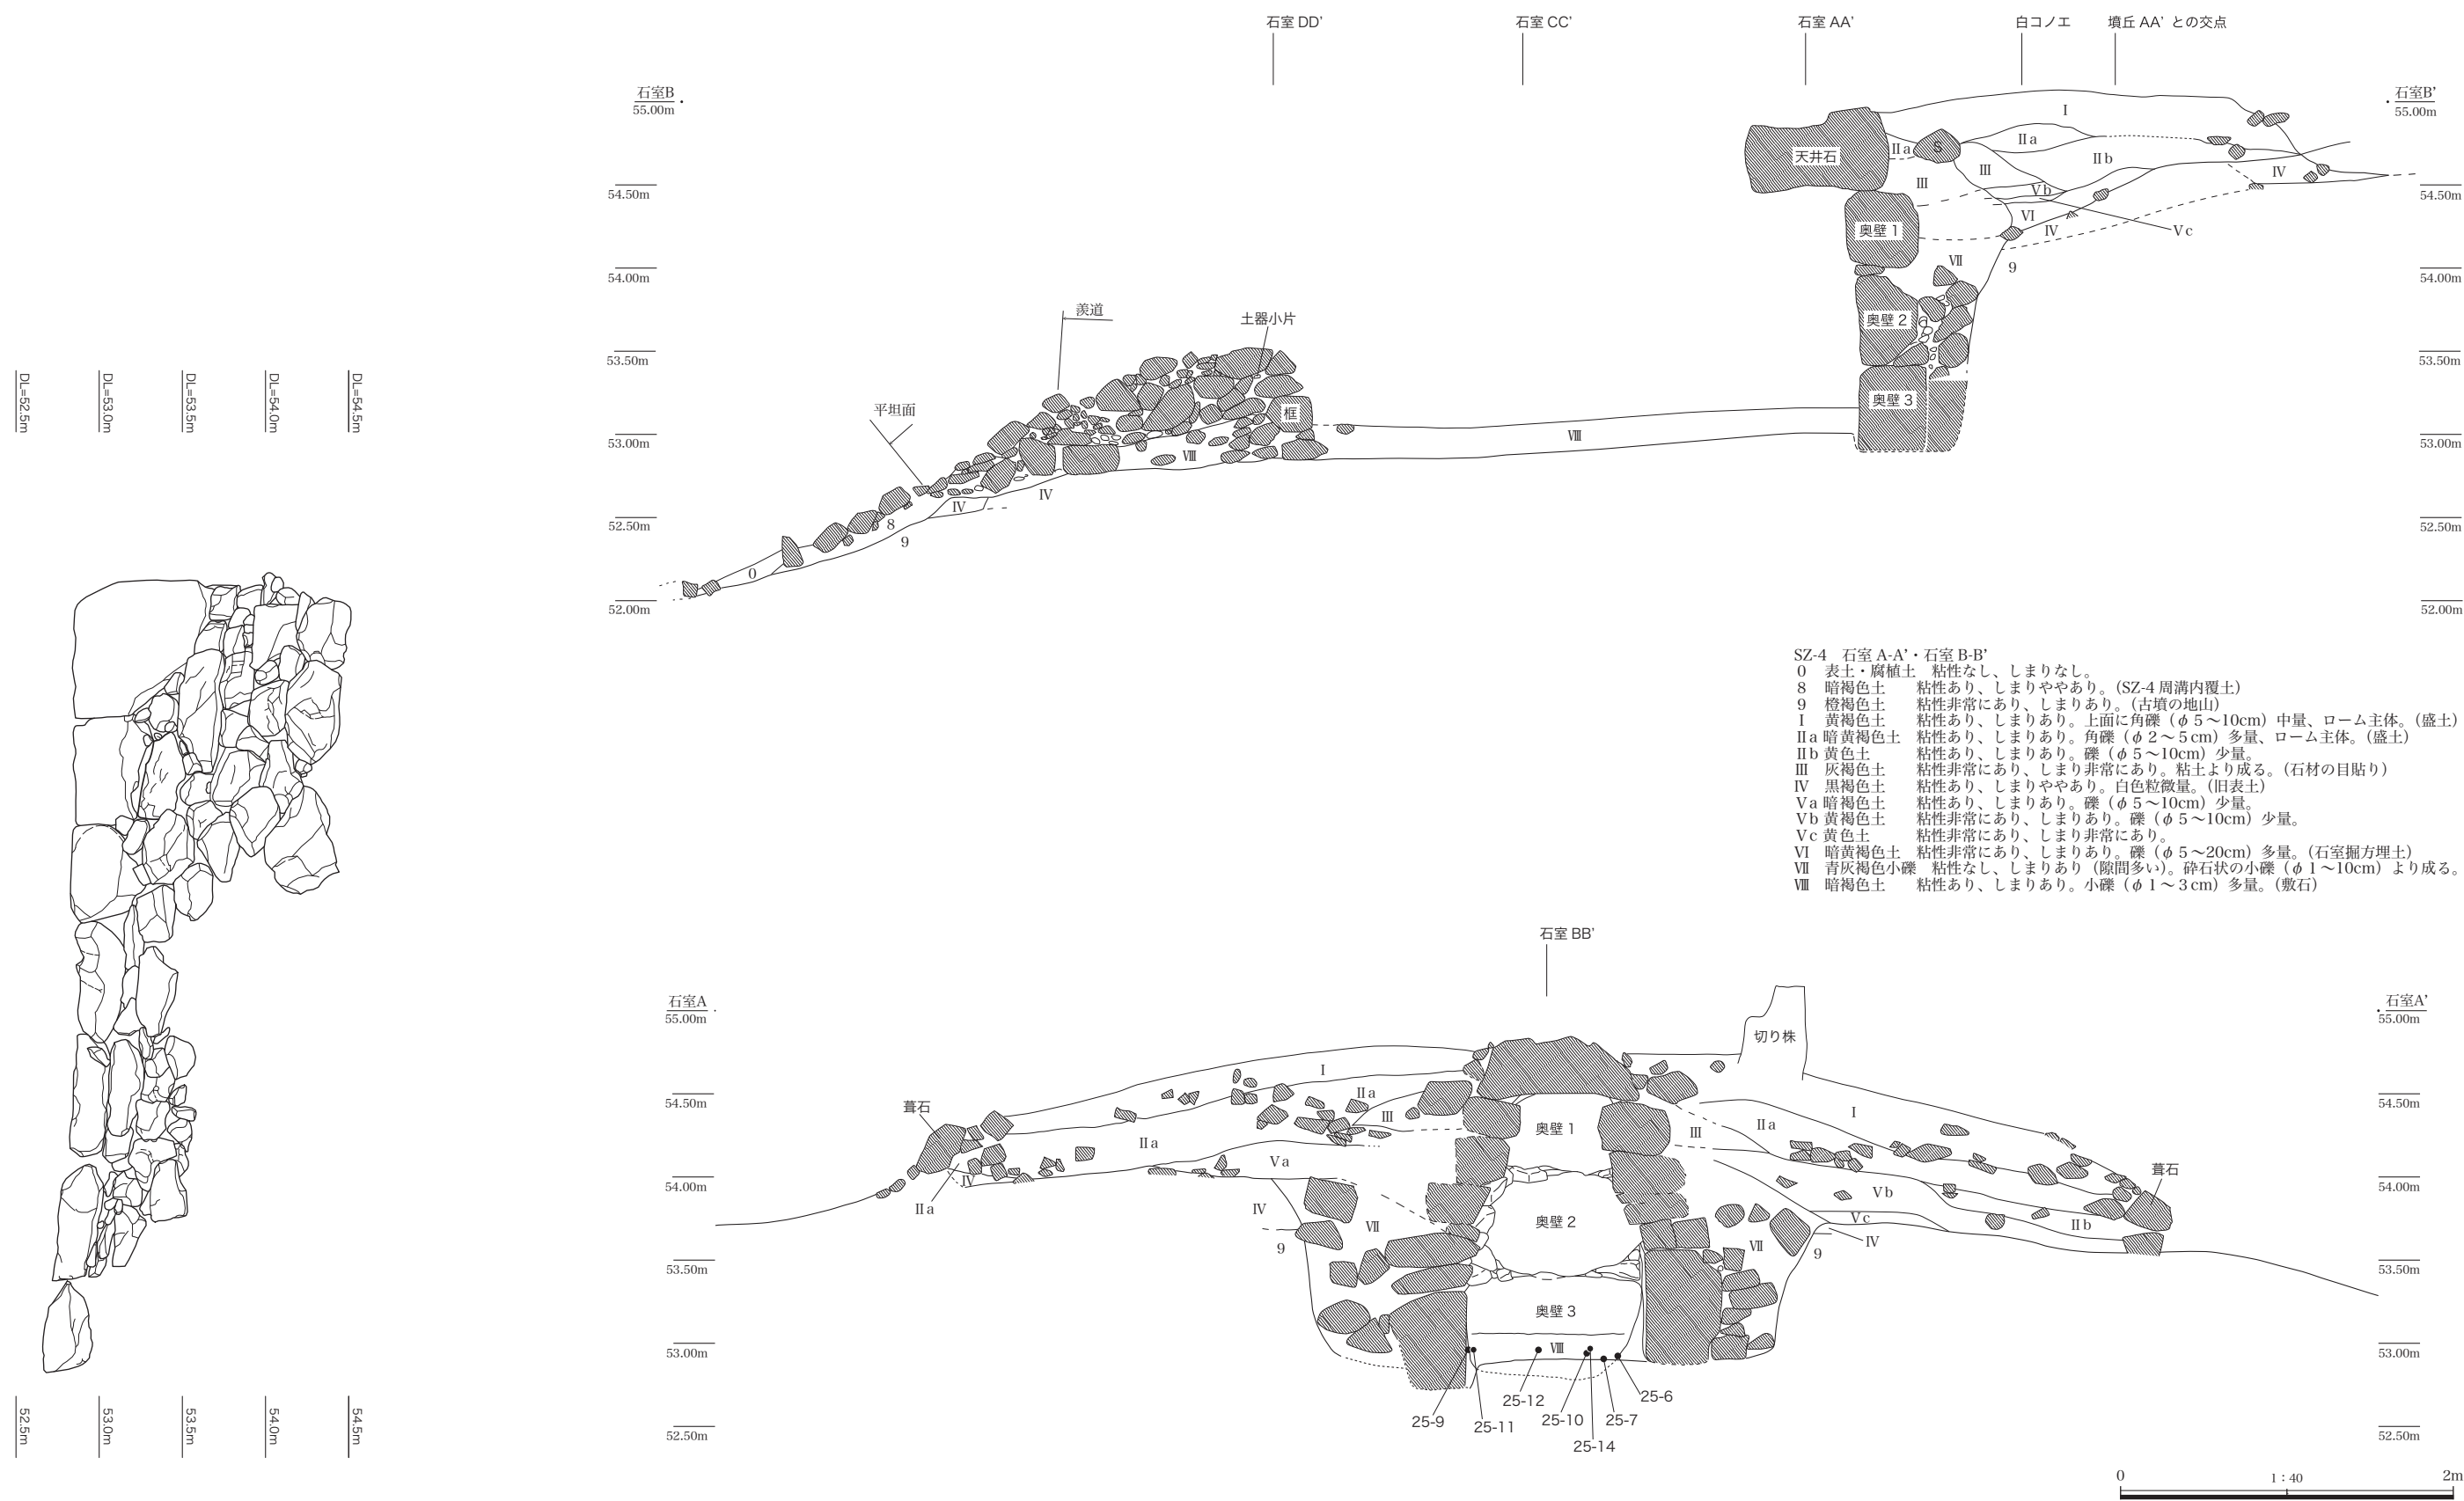 石室 DD’
石室 CC’
石室 AA’
白コノエ
墳丘 AA’との交点
石室B
55.00m
石室B’
55.00m
54.50m
54.00m
53.50m
53.00m
52.50m
52.00m
54.50m
54.00m
53.50m
53.00m
52.50m
52.00m
天井石
奥壁 1
奥壁 2
奥壁 3
S
Ⅰ
Ⅱa
Ⅱa
Ⅱb
Ⅲ
Ⅲ
Ⅳ
Ⅴb
Ⅵ
Ⅳ
Ⅴc
Ⅶ
9
羨道
土器小片
平坦面
框
Ⅷ
Ⅷ
Ⅳ
Ⅳ
8
9
0
DL=52.5m
DL=53.0m
DL=53.5m
DL=54.0m
DL=54.5m
52.5m
53.0m
53.5m
54.0m
54.5m
SZ-4　石室 A-A’・石室 B-B’
0　表土・腐植土　粘性なし、しまりなし。
8　暗褐色土　　粘性あり、しまりややあり。（SZ-4 周溝内覆土）
9　橙褐色土　　粘性非常にあり、しまりあり。（古墳の地山）
Ⅰ　黄褐色土　　粘性あり、しまりあり。上面に角礫（φ５～10cm）中量、ローム主体。（盛土）
Ⅱa 暗黄褐色土　粘性あり、しまりあり。角礫（φ２～５cm）多量、ローム主体。（盛土）
Ⅱb 黄色土　　　粘性あり、しまりあり。礫（φ５～10cm）少量。
Ⅲ　灰褐色土　　粘性非常にあり、しまり非常にあり。粘土より成る。（石材の目貼り）
Ⅳ　黒褐色土　　粘性あり、しまりややあり。白色粒微量。（旧表土）
Ⅴa 暗褐色土　　粘性あり、しまりあり。礫（φ５～10cm）少量。
Ⅴb 黄褐色土　　粘性非常にあり、しまりあり。礫（φ５～10cm）少量。
Ⅴc 黄色土　　　粘性非常にあり、しまり非常にあり。
Ⅵ　暗黄褐色土　粘性非常にあり、しまりあり。礫（φ５～20cm）多量。（石室掘方埋土）
Ⅶ　青灰褐色小礫　粘性なし、しまりあり（隙間多い）。砕石状の小礫（φ１～10cm）より成る。
Ⅷ　暗褐色土　　粘性あり、しまりあり。小礫（φ１～３cm）多量。（敷石）
石室 BB’
石室A
55.00m
石室A’
55.00m
54.50m
54.00m
53.50m
53.00m
52.50m
54.50m
54.00m
53.50m
53.00m
52.50m
切り株
葺石
葺石
Ⅰ
Ⅱa
Ⅲ
Ⅱa
Ⅴa
Ⅳ
Ⅱa
Ⅳ
9
Ⅶ
奥壁 1
奥壁 2
奥壁 3
Ⅷ
Ⅲ
Ⅱa
Ⅰ
Ⅴb
Ⅴc
Ⅱb
Ⅳ
Ⅶ
9
25-9
25-11
25-12
25-10
25-14
25-7
25-6
0
1：40
2m